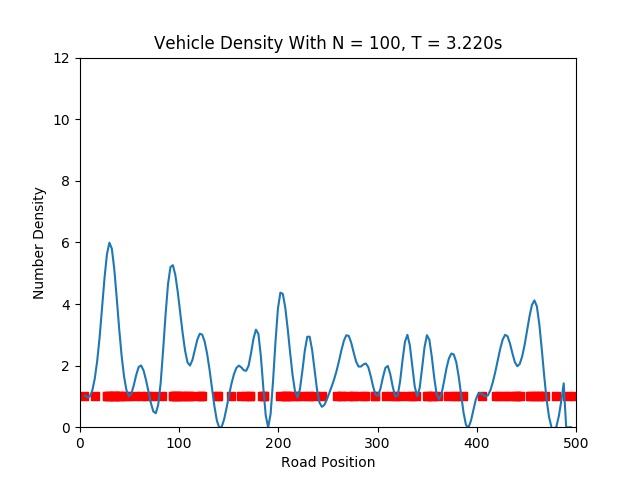 Vehicle Density With N = 100, T = 3.220s
12
10
8
6
4
2
0
Number Density
0 100 200 300 400 500
Road Position